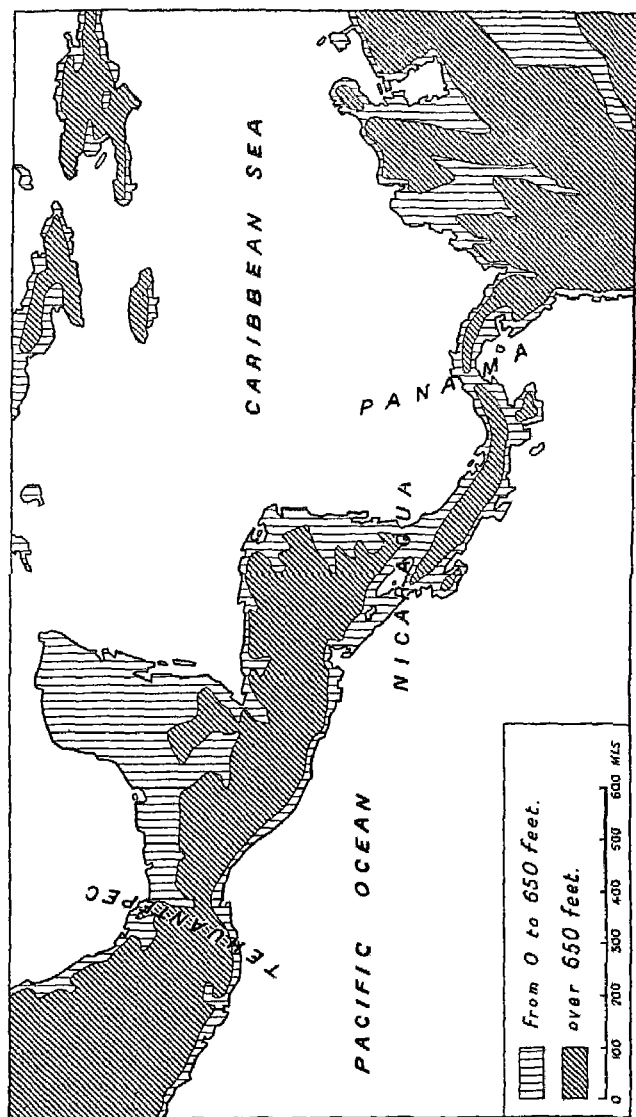 CARIBBEAN SEA
PANAMA
NICARAGUA
TEHUANTEPEC
PACIFIC OCEAN
from 0 to 650 feet.
over 650 feet.
0 100 200 300 400 500 600 MLS